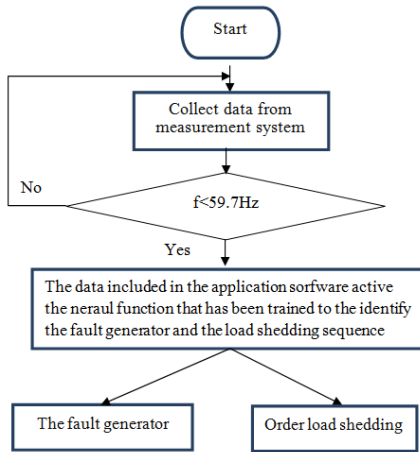 Start
Collect data from
measurement system
No
f<59.7Hz
Yes
The data included in the application sorfware active
the neraul function that has been trained to the identify
the fault generator and the load shedding sequence
The fault generator
Order load shedding